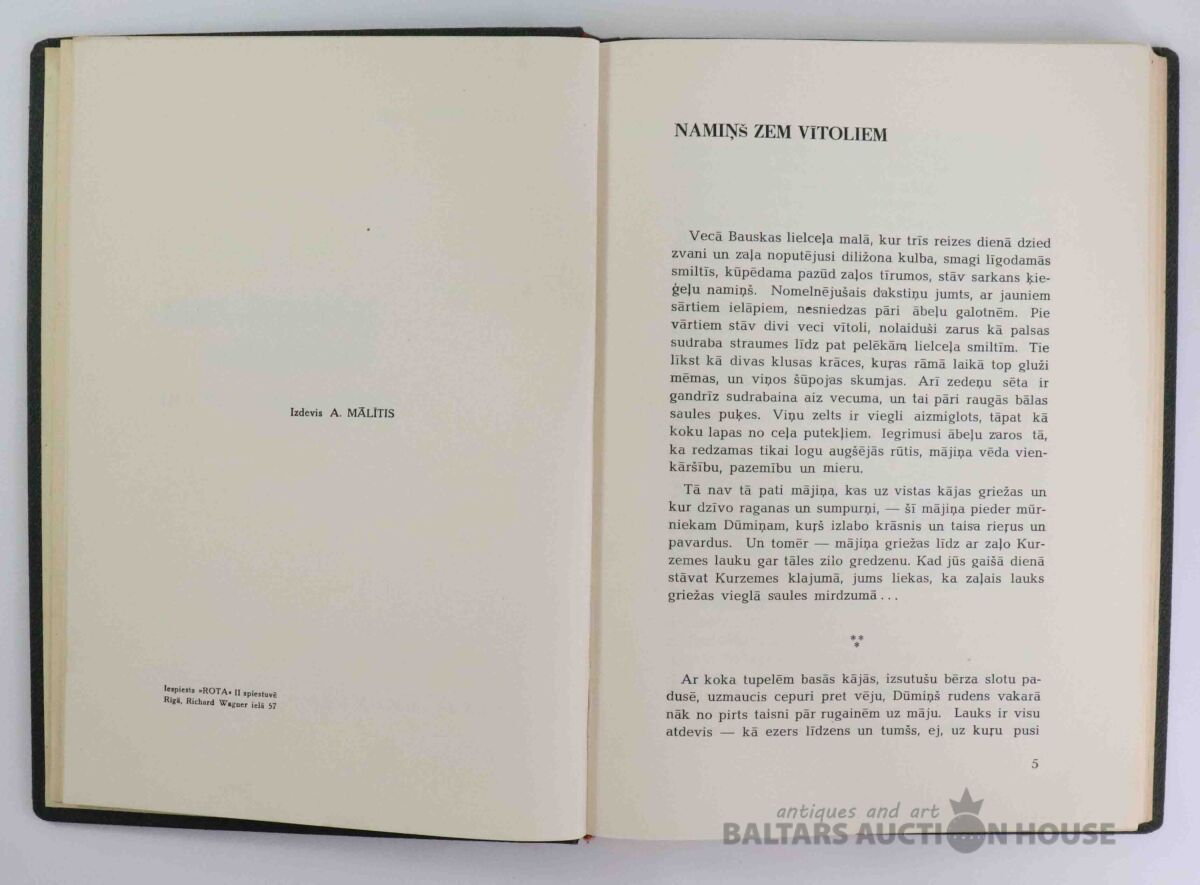 Izdevis A. MĀLĪTIS
Iespiests »ROTA« II spiestuvē
Rīgā, Richard Wagner ielā 57
NAMIŅŠ ZEM VĪTOLIEM
Vecā Bauskas lielceļa malā, kur trīs reizes dienā dzied
zvani un zaļa noputējusi diližona kulba, smagi līgodamās
smiltīs, kūpēdama pazūd zaļos tīrumos, stāv sarkans ķie-
ģeļu namiņš. Nomelnējušais dakstiņu jumts, ar jauniem
sārtiem ielāpiem, nesniedzas pāri ābeļu galotnēm. Pie
vārtiem stāv divi veci vītoli, nolaiduši zarus kā palsas
sudraba straumes līdz pat pelēkām lielceļa smiltīm. Tie
līkst kā divas klusas krāces, kuŗas rāmā laikā top gluži
mēmas, un viņos šūpojas skumjas. Arī zedeņu sēta ir
gandrīz sudrabaina aiz vecuma, un tai pāri raugās bālas
saules puķes. Viņu zelts ir viegli aizmiglots, tāpat kā
koku lapas no ceļa putekļiem. Iegrimusi ābeļu zaros tā,
ka redzamas tikai logu augšējās rūtis, mājiņa vēda vien-
kāršību, pazemību un mieru.
Tā nav tā pati mājiņa, kas uz vistas kājas griežas un
kur dzīvo raganas un sumpurņi, — šī mājiņa pieder mūr-
niekam Dūmiņam, kuŗš izlabo krāsnis un taisa rieŗus un
pavardus. Un tomēr — mājiņa griežas līdz ar zaļo Kur-
zemes lauku gar tāles zilo gredzenu. Kad jūs gaišā dienā
stāvat Kurzemes klajumā, jums liekas, ka zaļais lauks
griežas vieglā saules mirdzumā...
***
Ar koka tupelēm basās kājās, izsutušu bērza slotu pa-
dusē, uzmaucis cepuri pret vēju, Dūmiņš rudens vakarā
nāk no pirts taisni pār rugainēm uz māju. Lauks ir visu
atdevis — kā ezers līdzens un tumšs, ej, uz kuŗu pusi
5
antiques and art
BALTARS AUCTION HOUSE